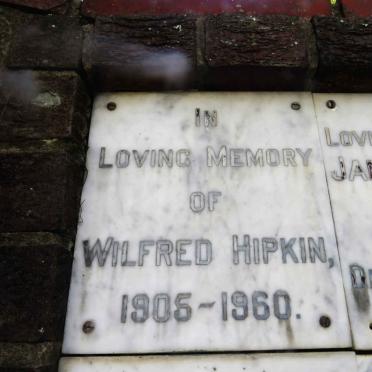 IN
LOVING MEMORY
OF
WILFRED HIPKIN,
1905~1960.